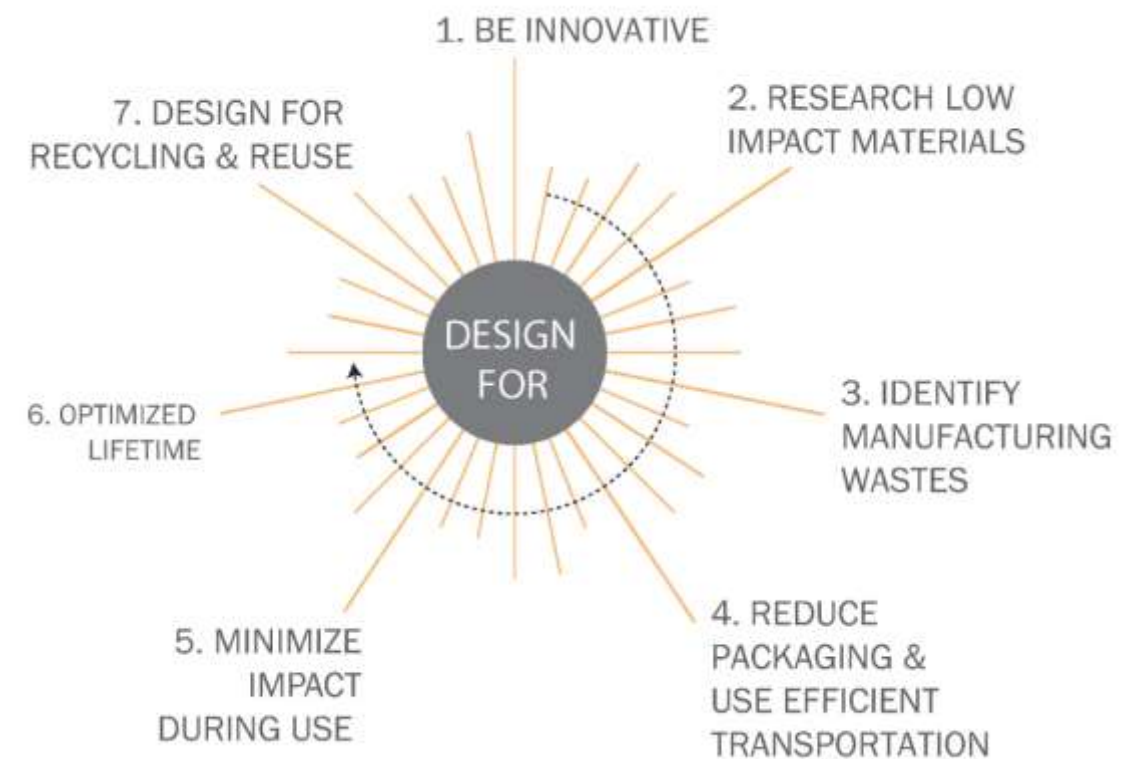 1. BE INNOVATIVE
2. RESEARCH LOW
IMPACT MATERIALS
3. IDENTIFY
MANUFACTURING
WASTES
4. REDUCE
PACKAGING &
USE EFFICIENT
TRANSPORTATION
5. MINIMIZE
IMPACT
DURING USE
6. OPTIMIZED
LIFETIME
7. DESIGN FOR
RECYCLING & REUSE
DESIGN
FOR